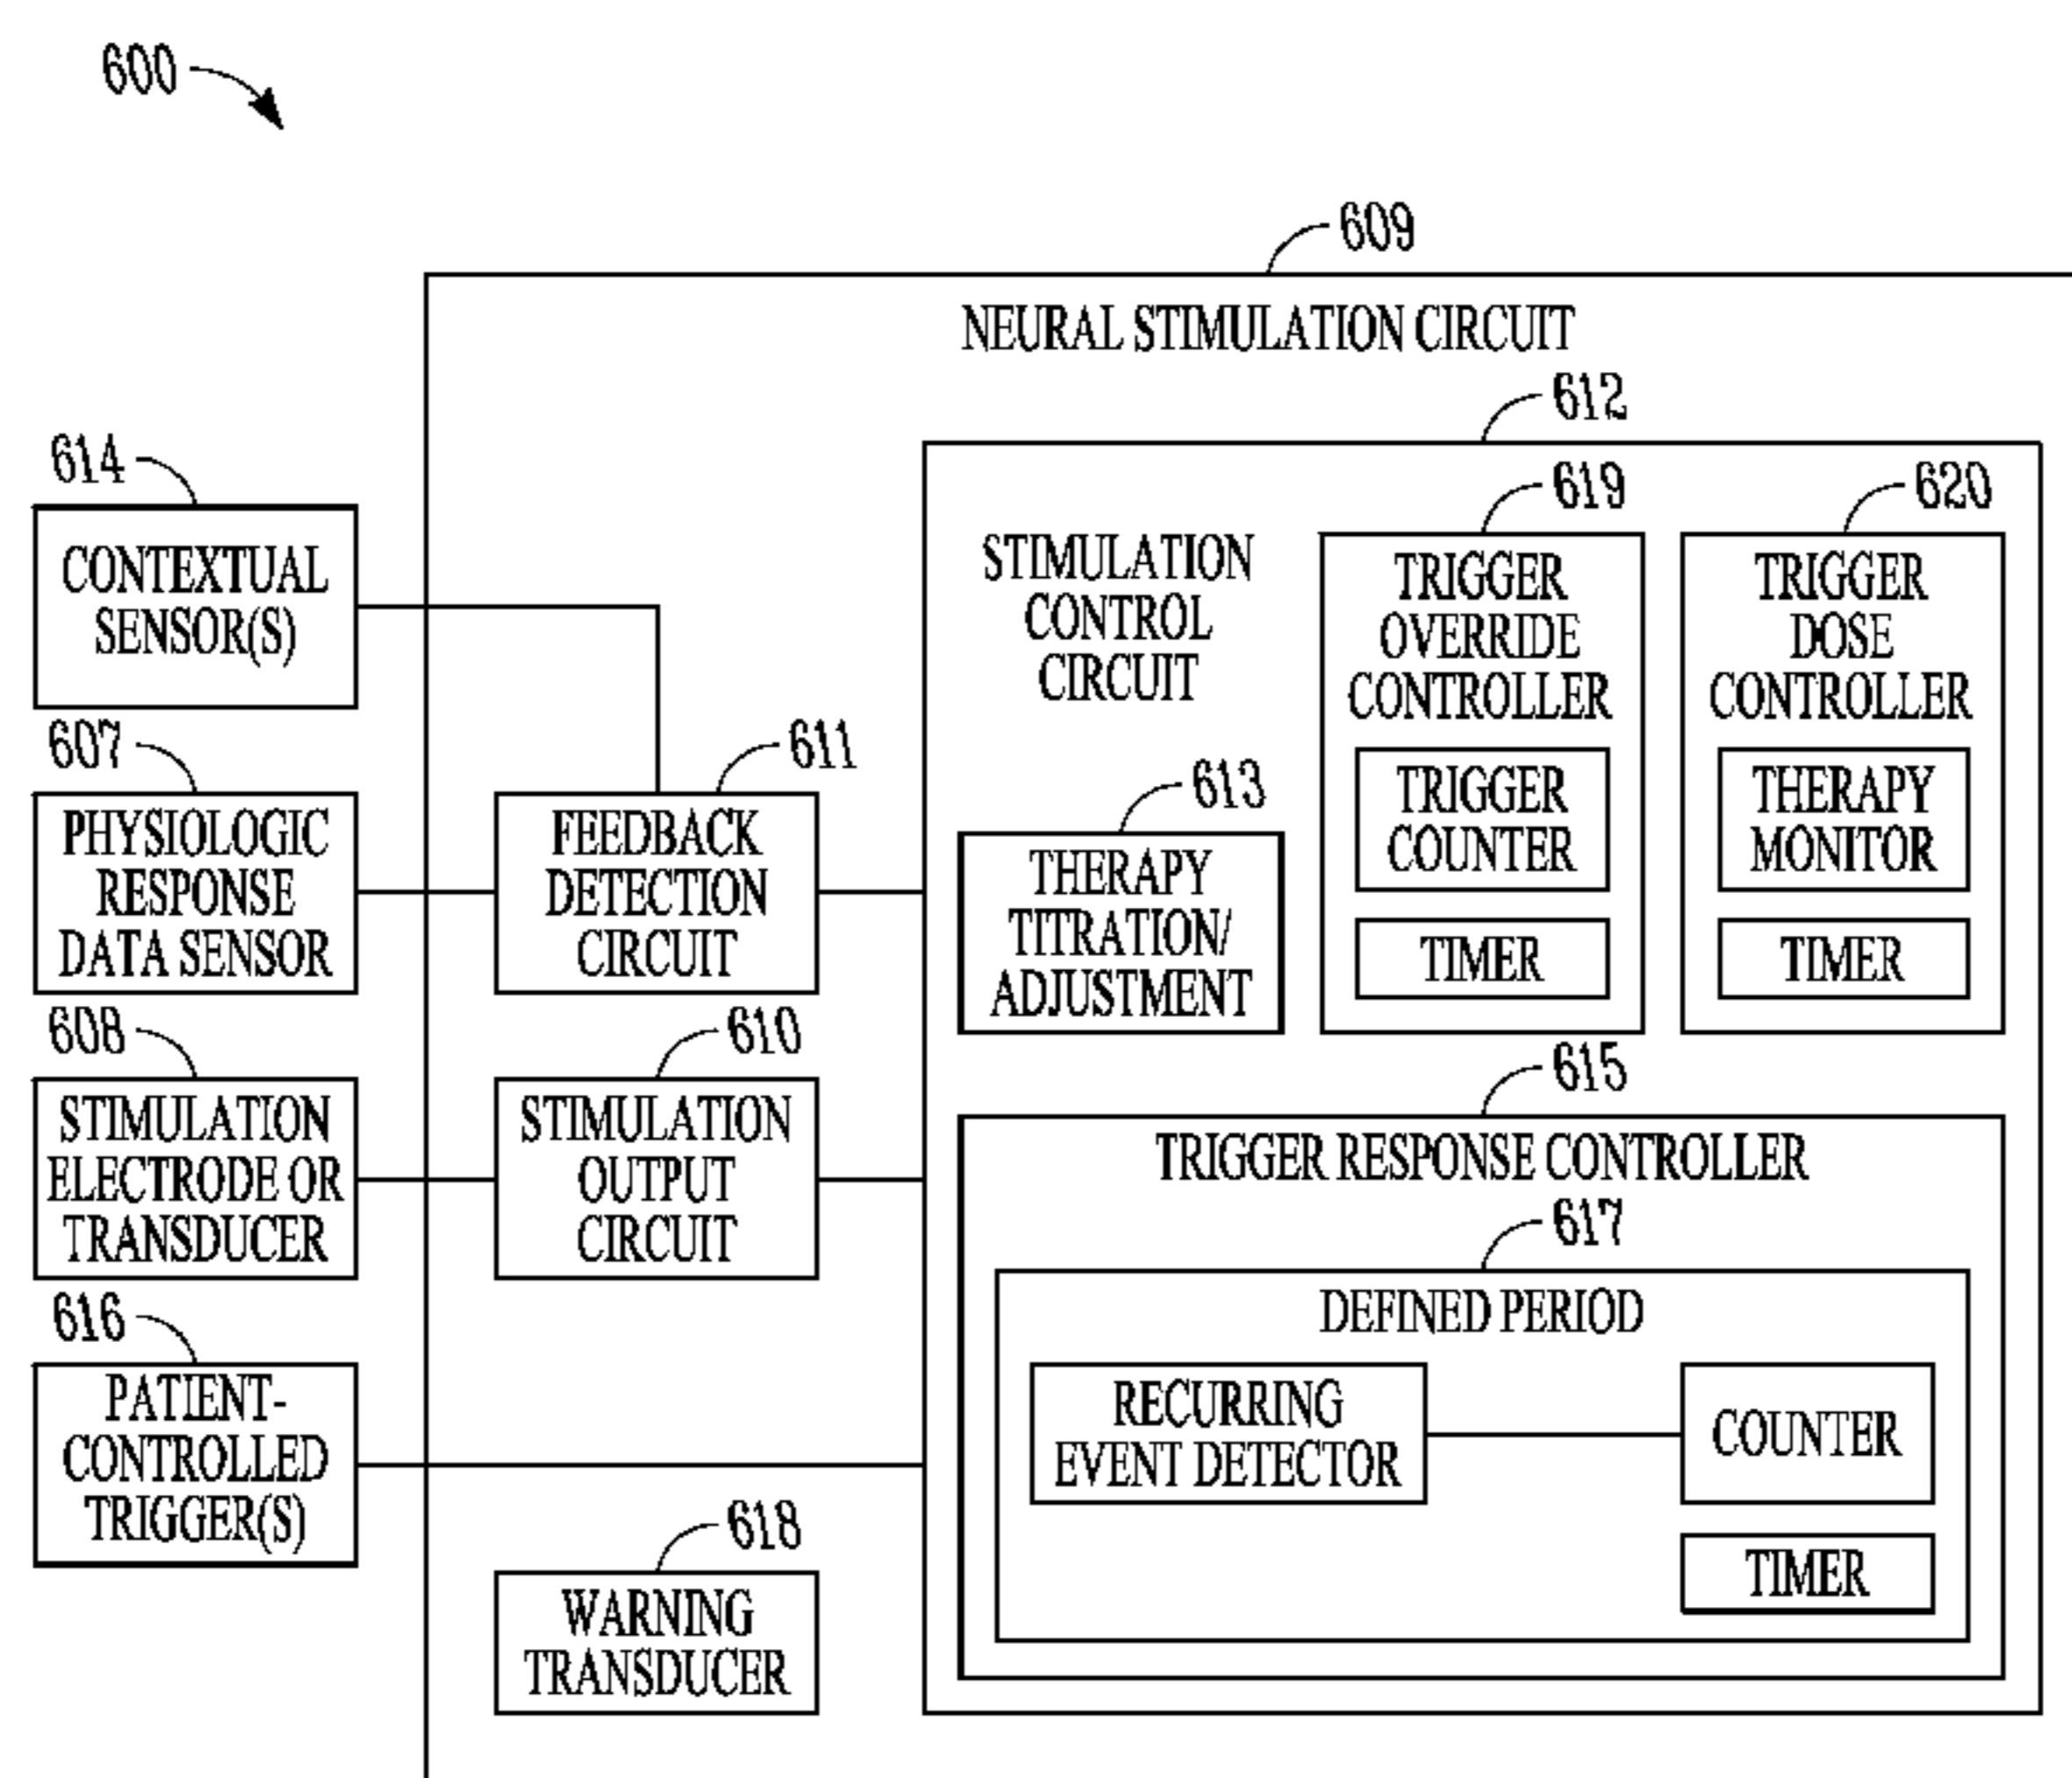 600
609
NEURAL STIMULATION CIRCUIT
612
614
CONTEXTUAL
SENSOR(S)
607
PHYSIOLOGIC
RESPONSE
DATA SENSOR
608
STIMULATION
ELECTRODE OR
TRANSDUCER
616
PATIENT-
CONTROLLED
TRIGGER(S)
611
FEEDBACK
DETECTION
CIRCUIT
610
STIMULATION
OUTPUT
CIRCUIT
618
WARNING
TRANSDUCER
STIMULATION
CONTROL
CIRCUIT
613
THERAPY
TITRATION/
ADJUSTMENT
619
TRIGGER
OVERRIDE
CONTROLLER
TRIGGER
COUNTER
TIMER
620
TRIGGER
DOSE
CONTROLLER
THERAPY
MONITOR
TIMER
615
TRIGGER RESPONSE CONTROLLER
617
DEFINED PERIOD
RECURRING
EVENT DETECTOR
COUNTER
TIMER